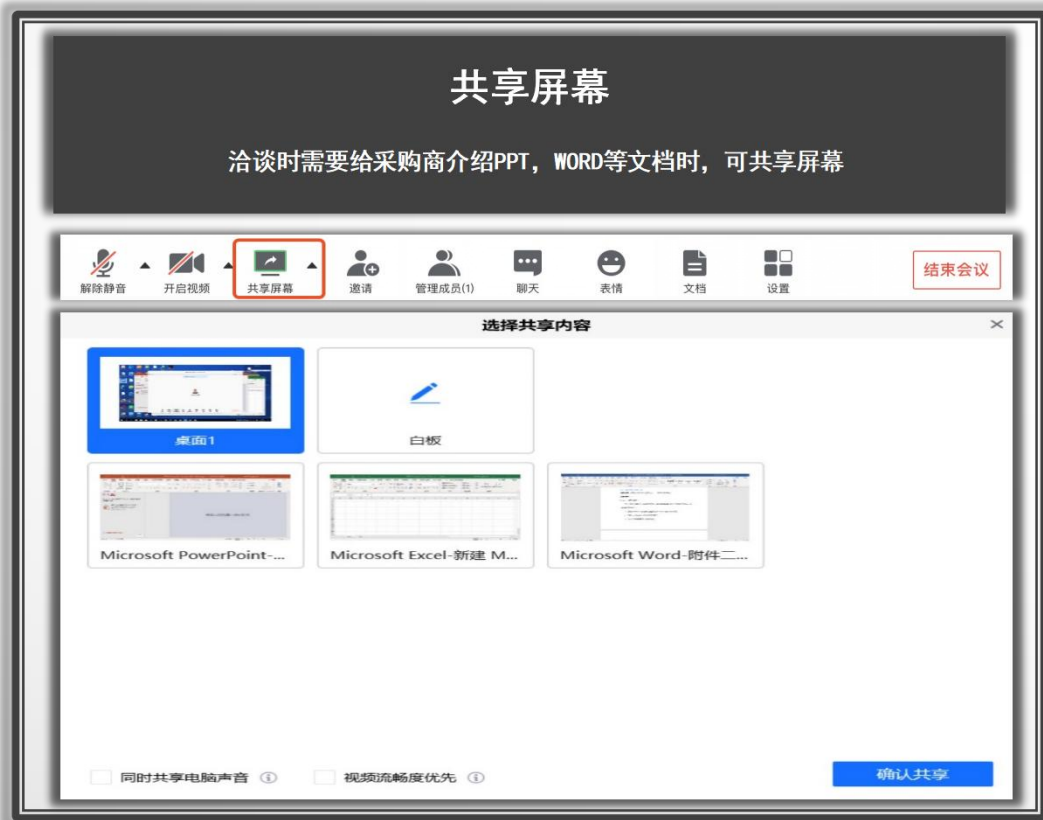 共享屏幕
洽谈时需要给采购商介绍PPT，WORD等文档时，可共享屏幕
解除静音 开启视频 共享屏幕 邀请 管理成员(1) 聊天 表情 文档 设置 结束会议
选择共享内容
桌面1 白板
Microsoft PowerPoint-... Microsoft Excel-新建 M... Microsoft Word-附件二...
同时共享电脑声音 视频流畅度优先 确认共享